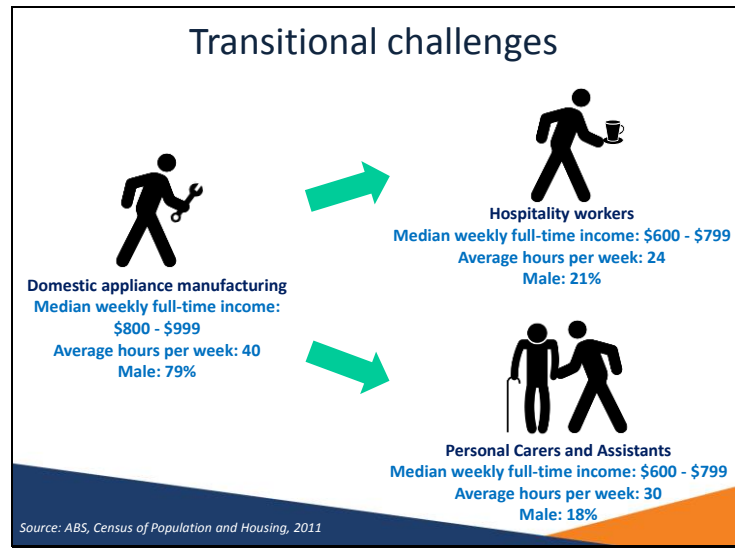 Transitional challenges
Domestic appliance manufacturing
Median weekly full-time income:
$800 - $999
Average hours per week: 40
Male: 79%
Hospitality workers
Median weekly full-time income: $600 - $799
Average hours per week: 24
Male: 21%
Personal Carers and Assistants
Median weekly full-time income: $600 - $799
Average hours per week: 30
Male: 18%
Source: ABS, Census of Population and Housing, 2011